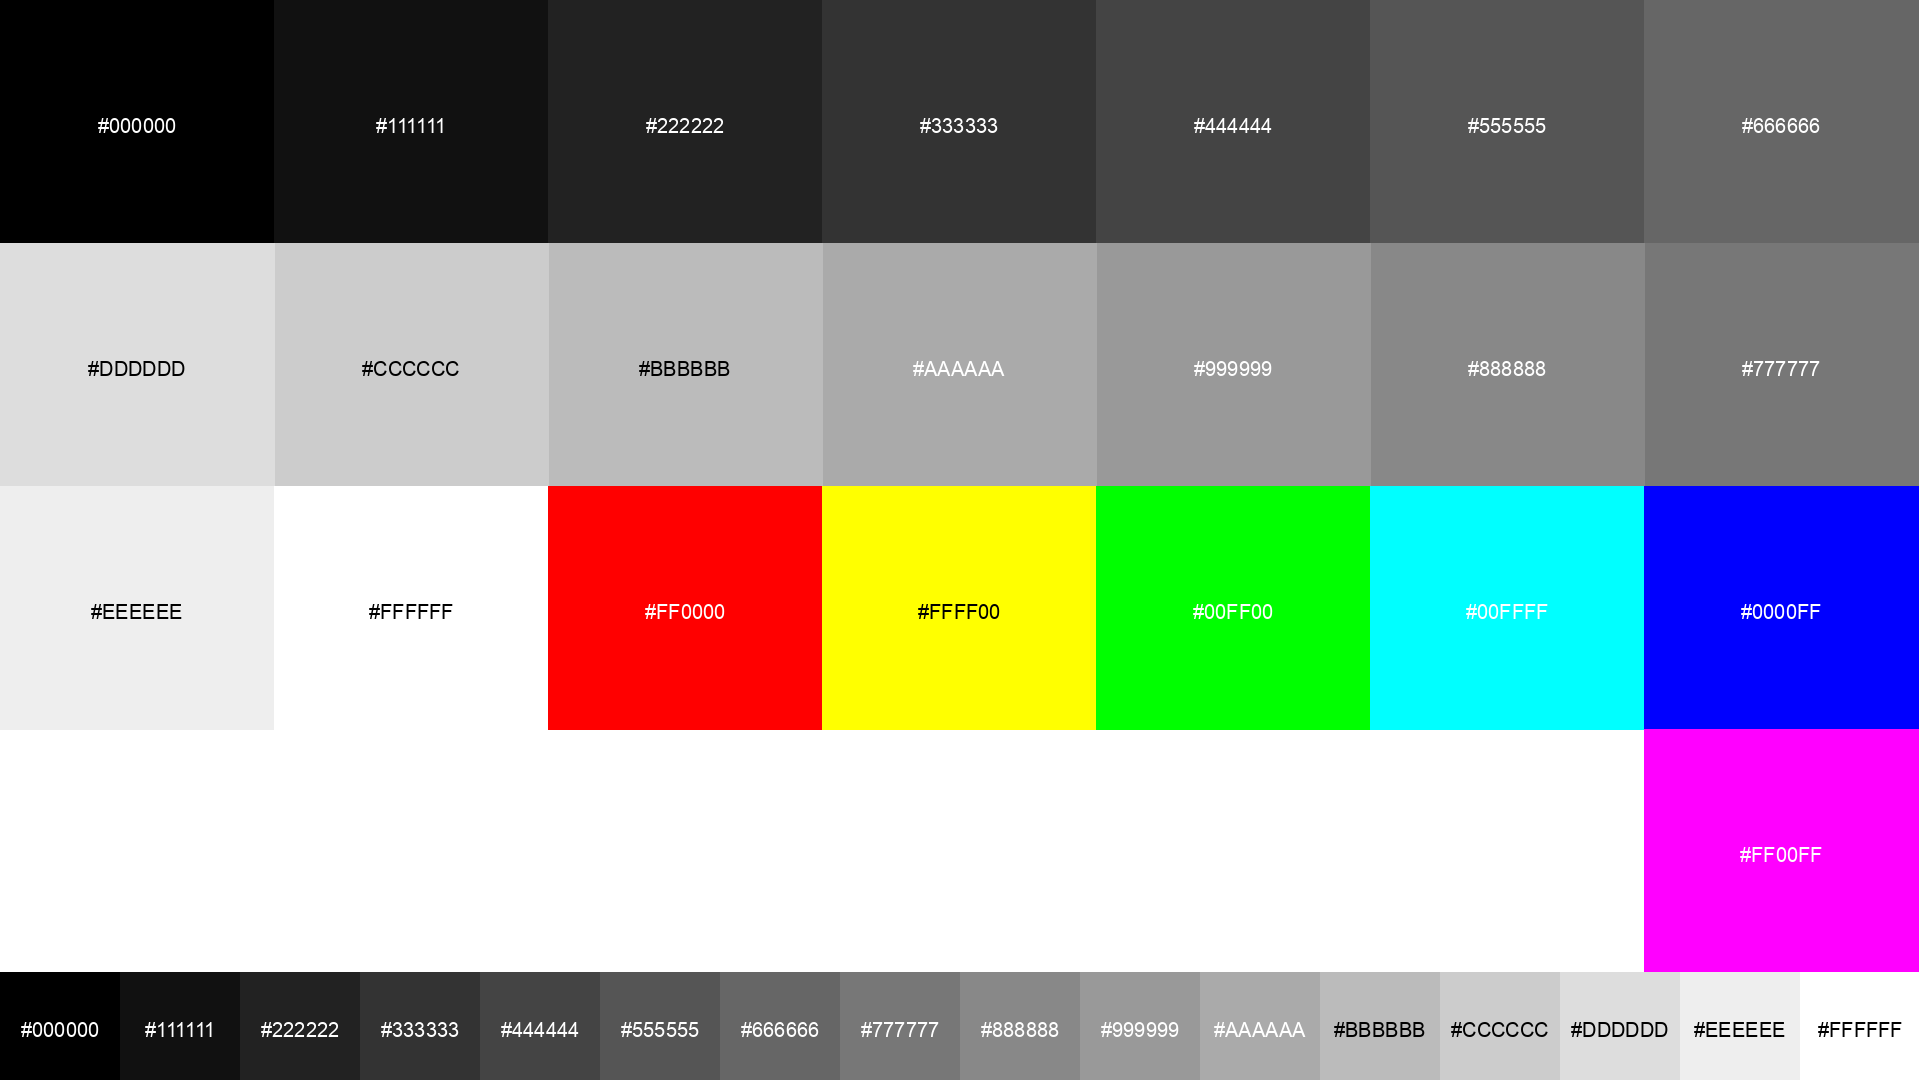 #000000 #111111 #222222 #333333 #444444 #555555 #666666
#DDDDDD #CCCCCC #BBBBBB #AAAAAA #999999 #888888 #777777
#EEEEEE #FFFFFF #FF0000 #FFFF00 #00FF00 #00FFFF #0000FF
#FF00FF
#000000 #111111 #222222 #333333 #444444 #555555 #666666 #777777 #888888 #999999 #AAAAAA #BBBBBB #CCCCCC #DDDDDD #EEEEEE #FFFFFF